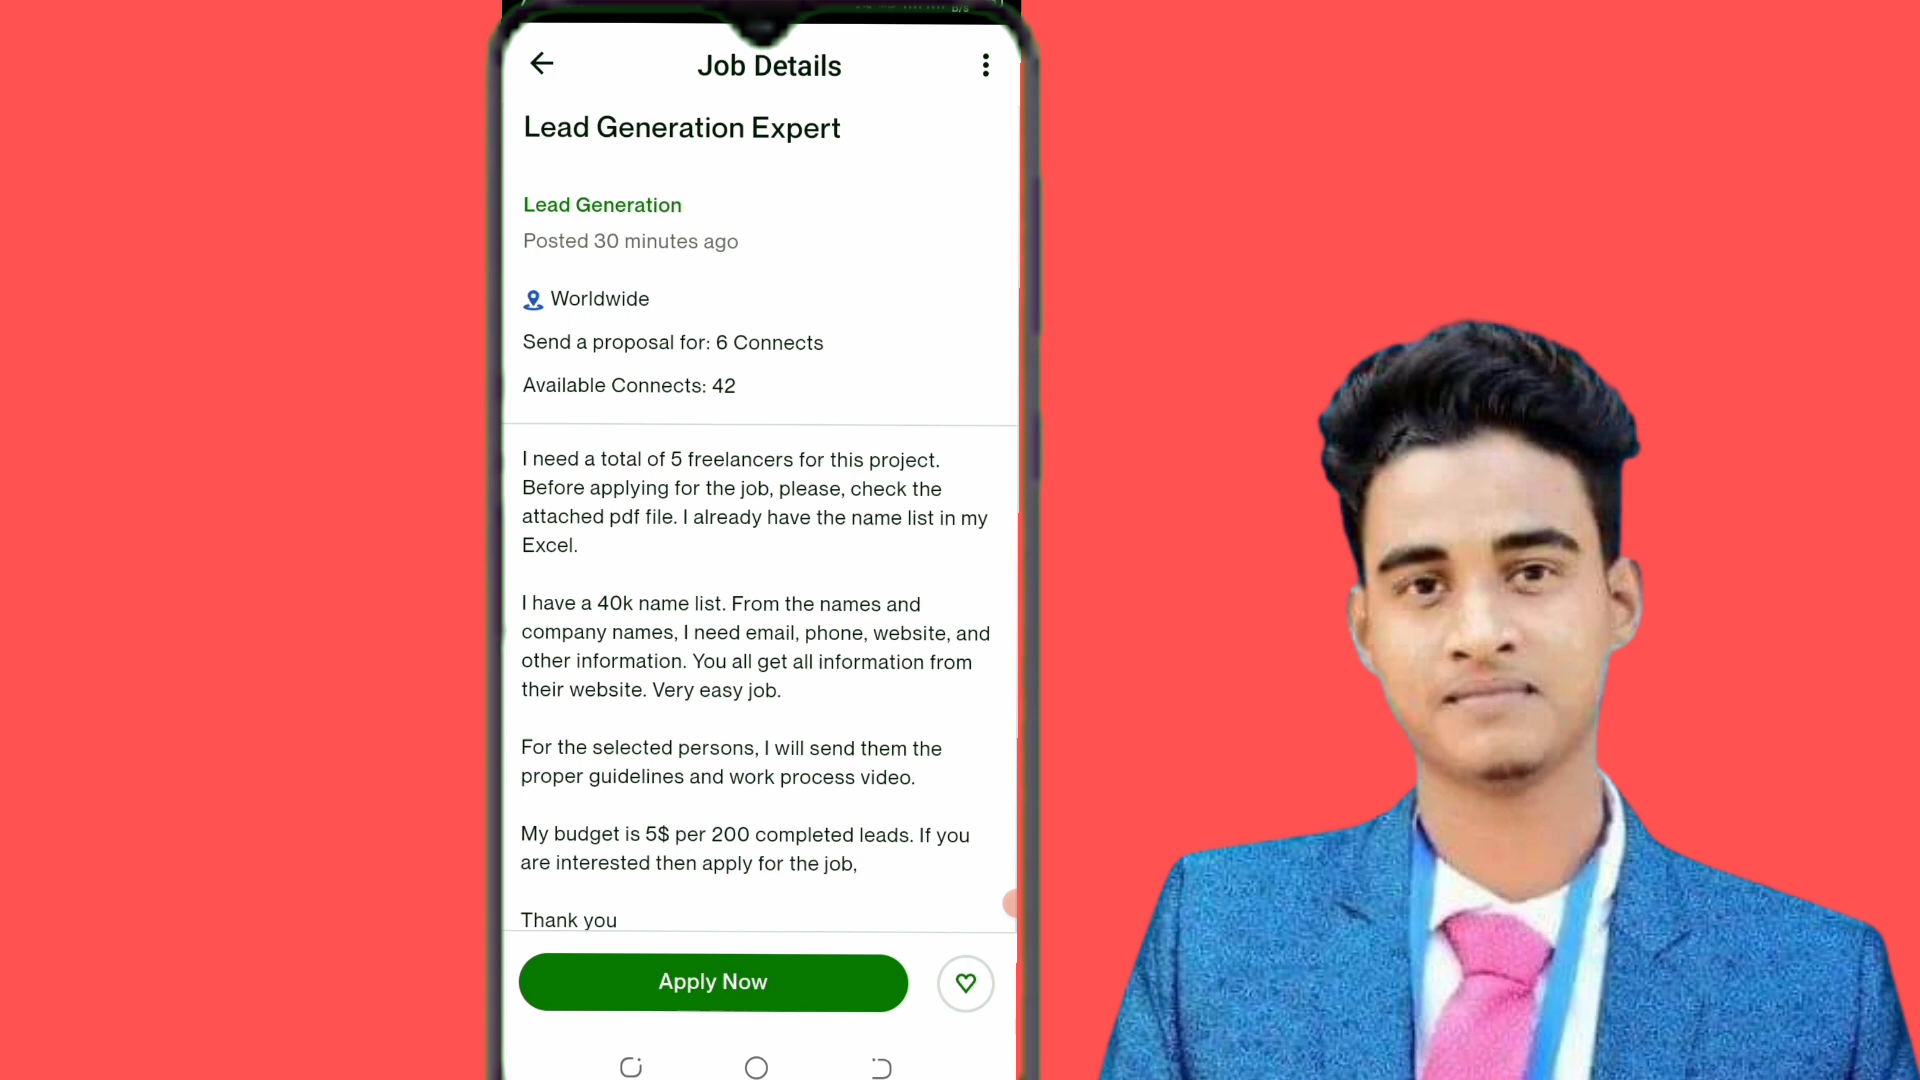 B/s
Job Details
Lead Generation Expert
Lead Generation
Posted 30 minutes ago
Worldwide
Send a proposal for: 6 Connects
Available Connects: 42
I need a total of 5 freelancers for this project.
Before applying for the job, please, check the
attached pdf file. I already have the name list in my
Excel.
I have a 40k name list. From the names and
company names, I need email, phone, website, and
other information. You all get all information from
their website. Very easy job.
For the selected persons, I will send them the
proper guidelines and work process video.
My budget is 5$ per 200 completed leads. If you
are interested then apply for the job,
Thank you
Apply Now